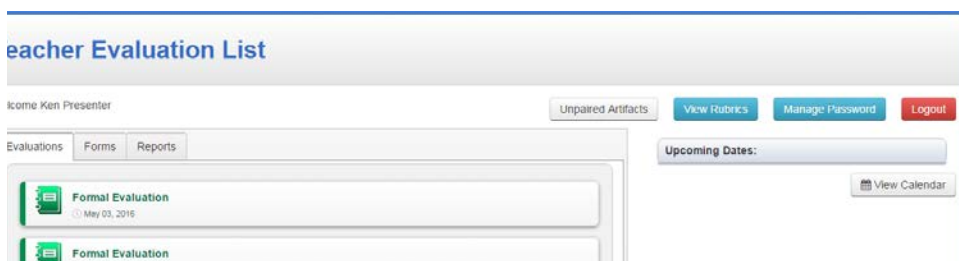 eacher Evaluation List
lcome Ken Presenter
Unpaired Artifacts
View Rubrics
Manage Password
Logout
Evaluations
Forms
Reports
Upcoming Dates:
View Calendar
Formal Evaluation
May 03, 2016
Formal Evaluation